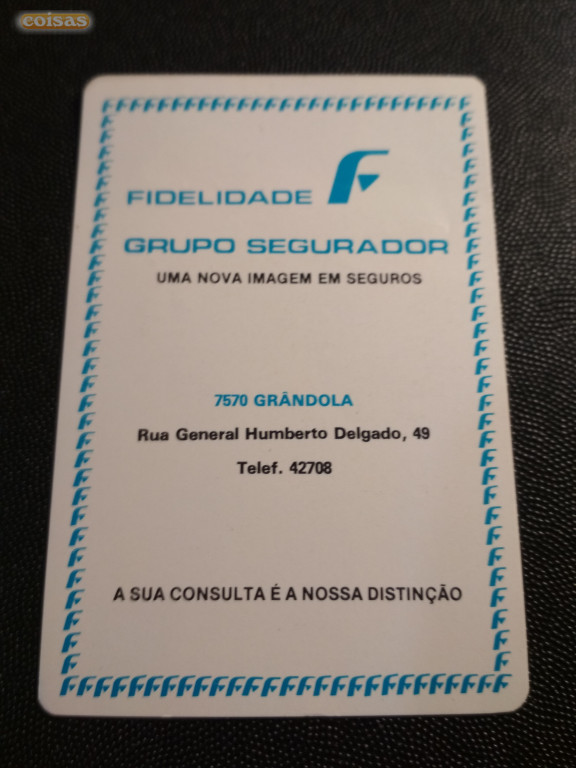 coisas
FIDELIDADE F
GRUPO SEGURADOR
UMA NOVA IMAGEM EM SEGUROS
7570 GRÂNDOLA
Rua General Humberto Delgado, 49
Telef. 42708
A SUA CONSULTA É A NOSSA DISTINÇÃO